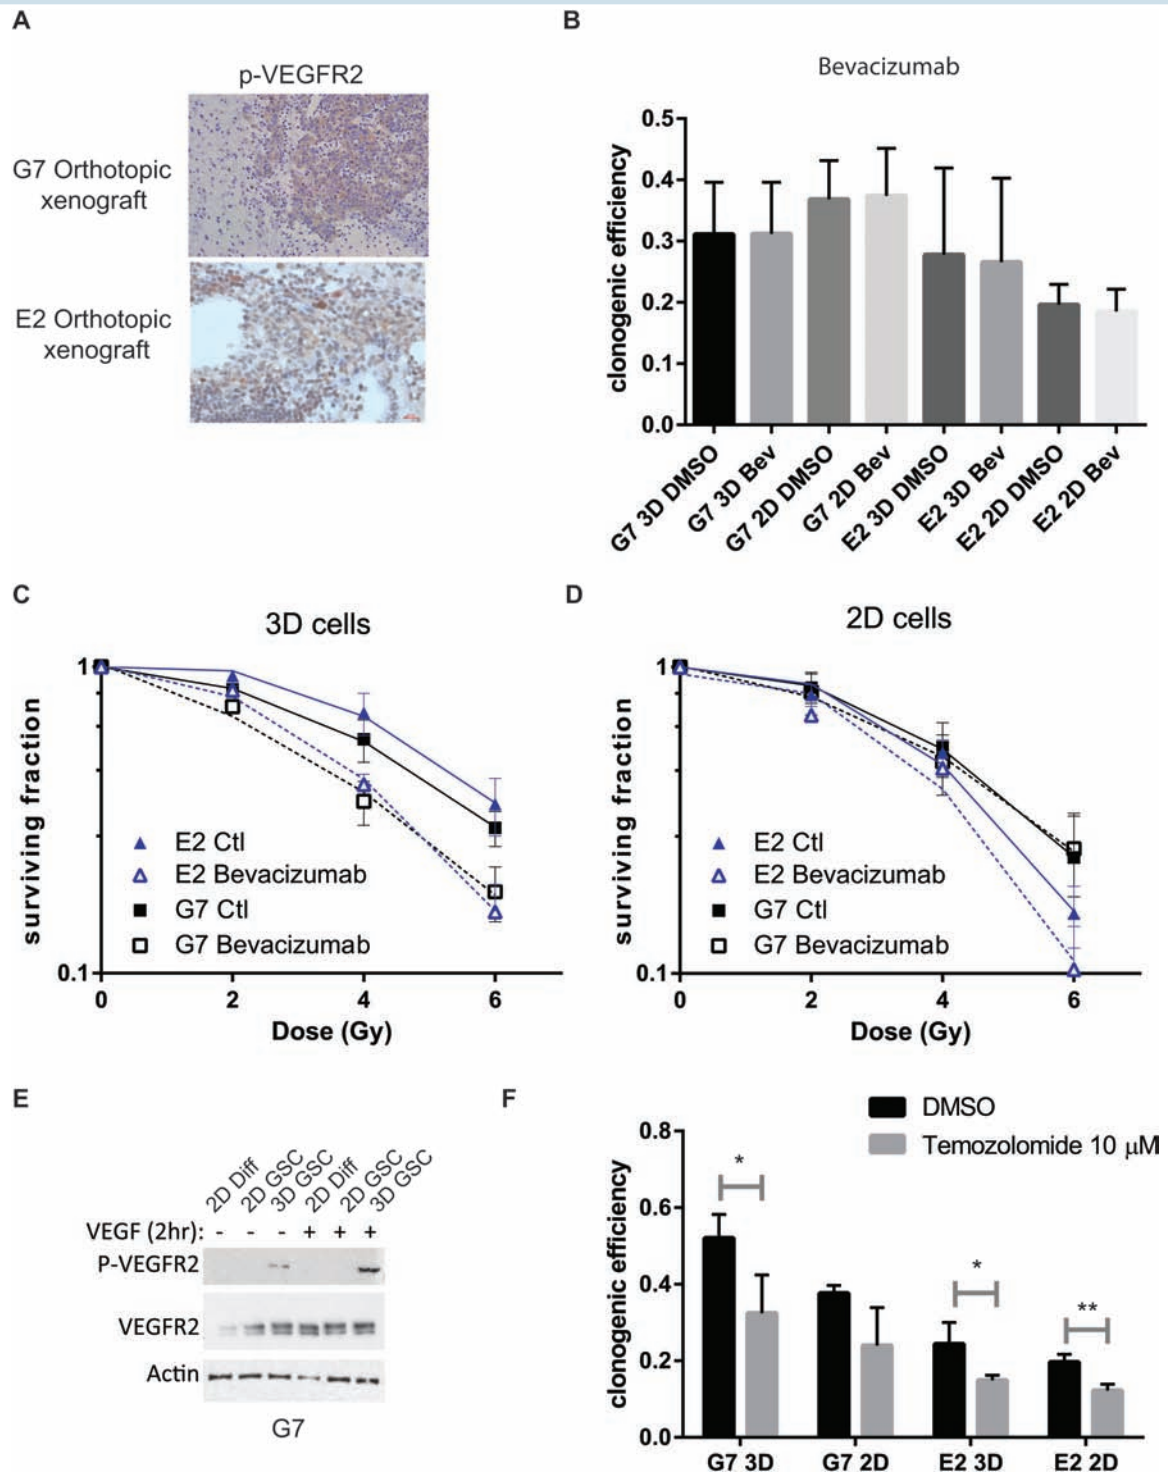 A
p-VEGFR2
G7 Orthotopic
xenograft
E2 Orthotopic
xenograft
B
Bevacizumab
clonogenic efficiency
0.5
0.4
0.3
0.2
0.1
0.0
G7 3D DMSO
G7 3D Bev
G7 2D DMSO
G7 2D Bev
E2 3D DMSO
E2 3D Bev
E2 2D DMSO
E2 2D Bev
C
3D cells
surviving fraction
1
0.1
E2 Ctl
E2 Bevacizumab
G7 Ctl
G7 Bevacizumab
0 2 4 6
Dose (Gy)
D
2D cells
surviving fraction
1
0.1
E2 Ctl
E2 Bevacizumab
G7 Ctl
G7 Bevacizumab
0 2 4 6
Dose (Gy)
E
2D Diff
2D GSC
3D GSC
2D Diff
2D GSC
3D GSC
VEGF (2hr): - - - + + +
P-VEGFR2
VEGFR2
Actin
G7
F
DMSO
Temozolomide 10 µM
clonogenic efficiency
0.8
0.6
0.4
0.2
0.0
*
*
**
G7 3D G7 2D E2 3D E2 2D